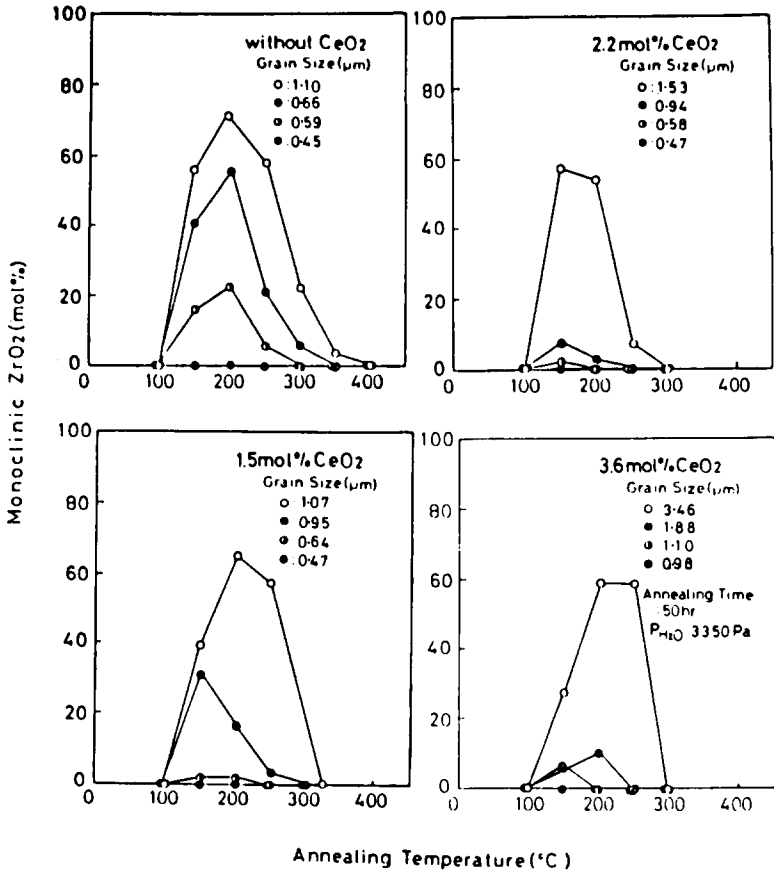 Monoclinic ZrO2 (mol%)
100
80
60
40
20
0
without CeO2
Grain Size (μm)
○ :1·10
● :0·66
◑ :0·59
● :0·45
0 100 200 300 400
2.2mol% CeO2
Grain Size (μm)
○ :1·53
● :0·94
◑ :0·58
● :0·47
100
80
60
40
20
0
0 100 200 300 400
1.5mol% CeO2
Grain Size (μm)
○ :1·07
● :0·95
◑ :0·64
● :0·47
100
80
60
40
20
0
0 100 200 300 400
3.6mol% CeO2
Grain Size (μm)
○ 3·46
● 1·88
◑ 1·10
● 0·98
Annealing Time
:50hr
PH2O 3350Pa
100
80
60
40
20
0
0 100 200 300 400
Annealing Temperature (°C)